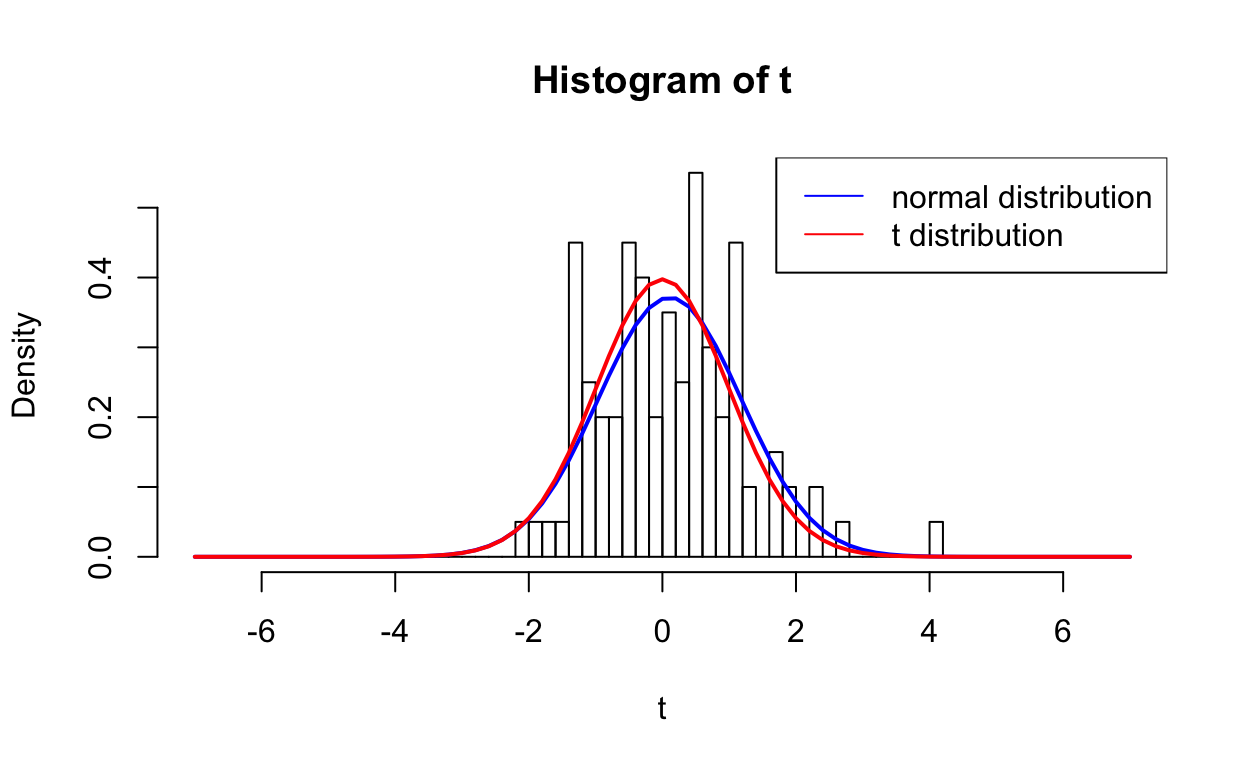 Histogram of t
normal distribution
t distribution
Density
0.4
0.2
0.0
-6 -4 -2 0 2 4 6
t